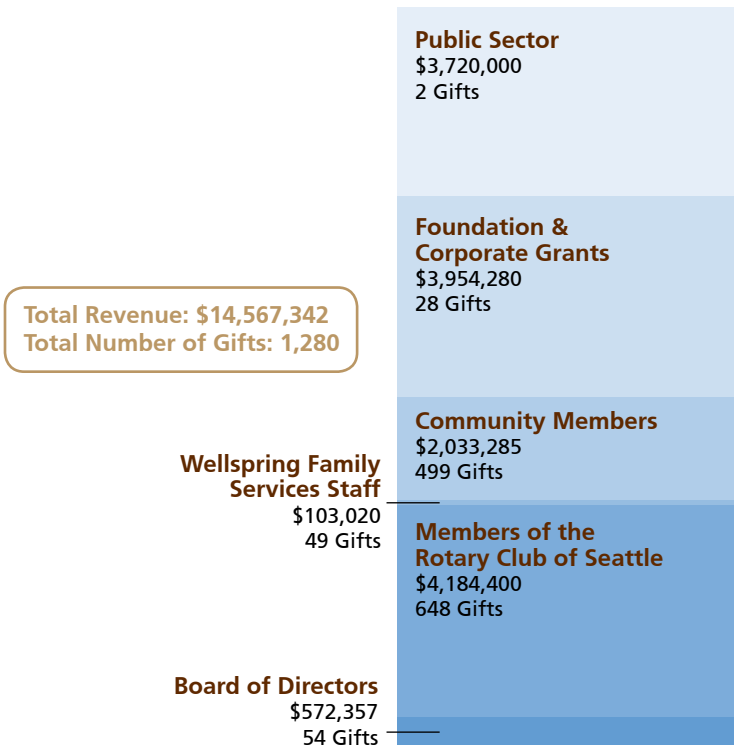 Public Sector
$3,720,000
2 Gifts
Foundation &
Corporate Grants
$3,954,280
28 Gifts
Total Revenue: $14,567,342
Total Number of Gifts: 1,280
Community Members
$2,033,285
499 Gifts
Wellspring Family
Services Staff
$103,020
49 Gifts
Members of the
Rotary Club of Seattle
$4,184,400
648 Gifts
Board of Directors
$572,357
54 Gifts